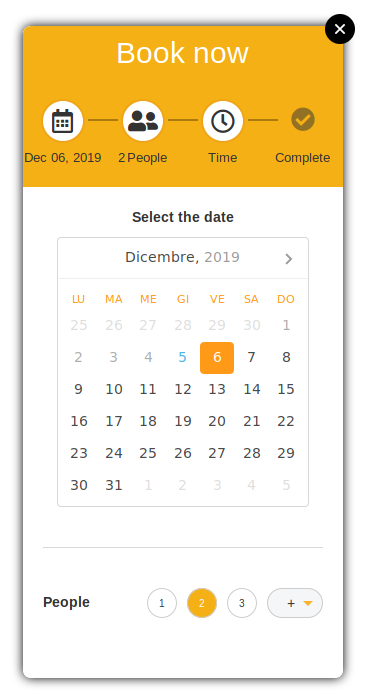 Book now
Dec 06, 2019 2 People Time Complete
Select the date
Dicembre, 2019
LU MA ME GI VE SA DO
25 26 27 28 29 30 1
2 3 4 5 6 7 8
9 10 11 12 13 14 15
16 17 18 19 20 21 22
23 24 25 26 27 28 29
30 31 1 2 3 4 5
People 1 2 3 +